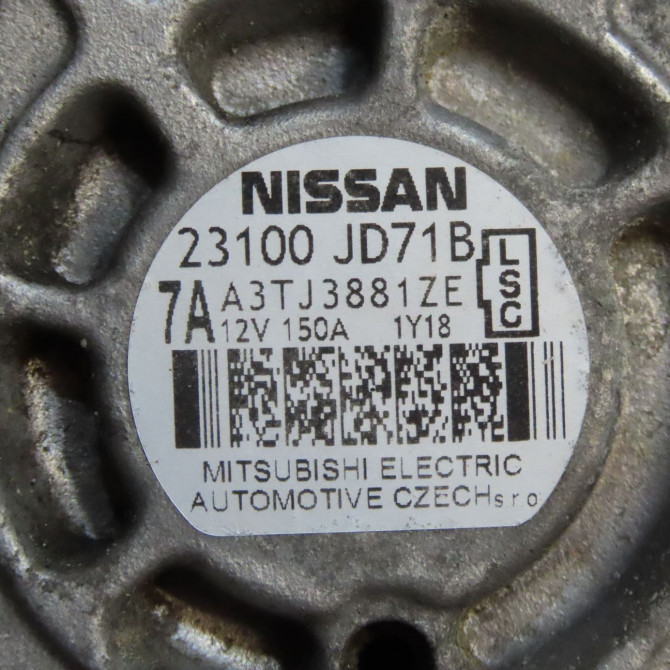 NISSAN
23100 JD71B
7A A3TJ3881ZE
12V 150A 1Y18
LSC
MITSUBISHI ELECTRIC
AUTOMOTIVE CZECH s.r.o